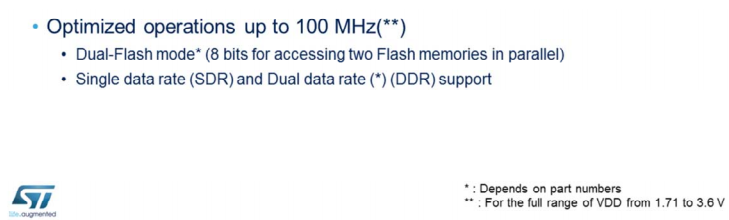 • Optimized operations up to 100 MHz(**)
• Dual-Flash mode* (8 bits for accessing two Flash memories in parallel)
• Single data rate (SDR) and Dual data rate (*) (DDR) support
* : Depends on part numbers
** : For the full range of VDD from 1.71 to 3.6 V
ST
life.augmented